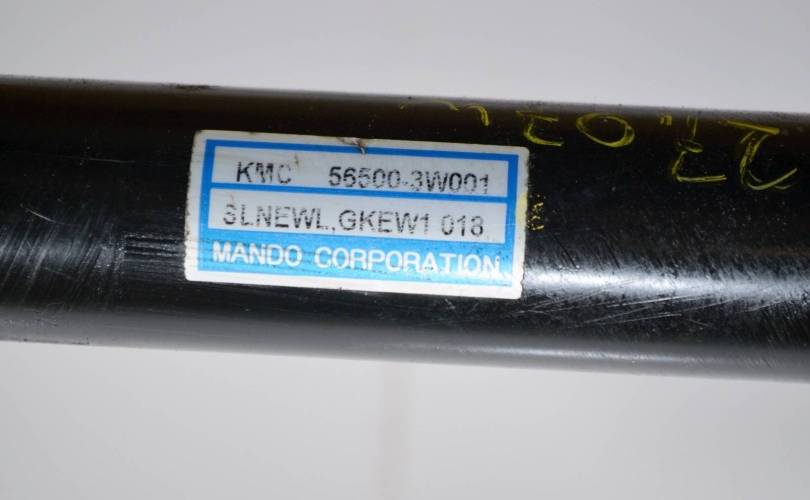 KMC 56500-3W001
SLNEWL,GKEW1 018
MANDO CORPORATION